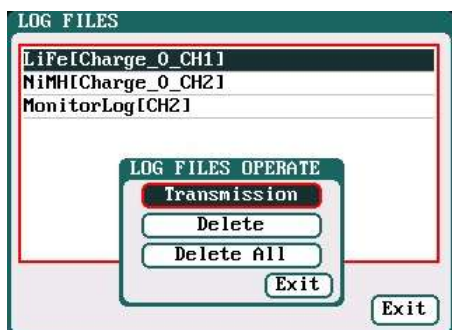 LOG FILES
LiFe[Charge_0_CH1]
NiMH[Charge_0_CH2]
MonitorLog[CH2]
LOG FILES OPERATE
Transmission
Delete
Delete All
Exit
Exit